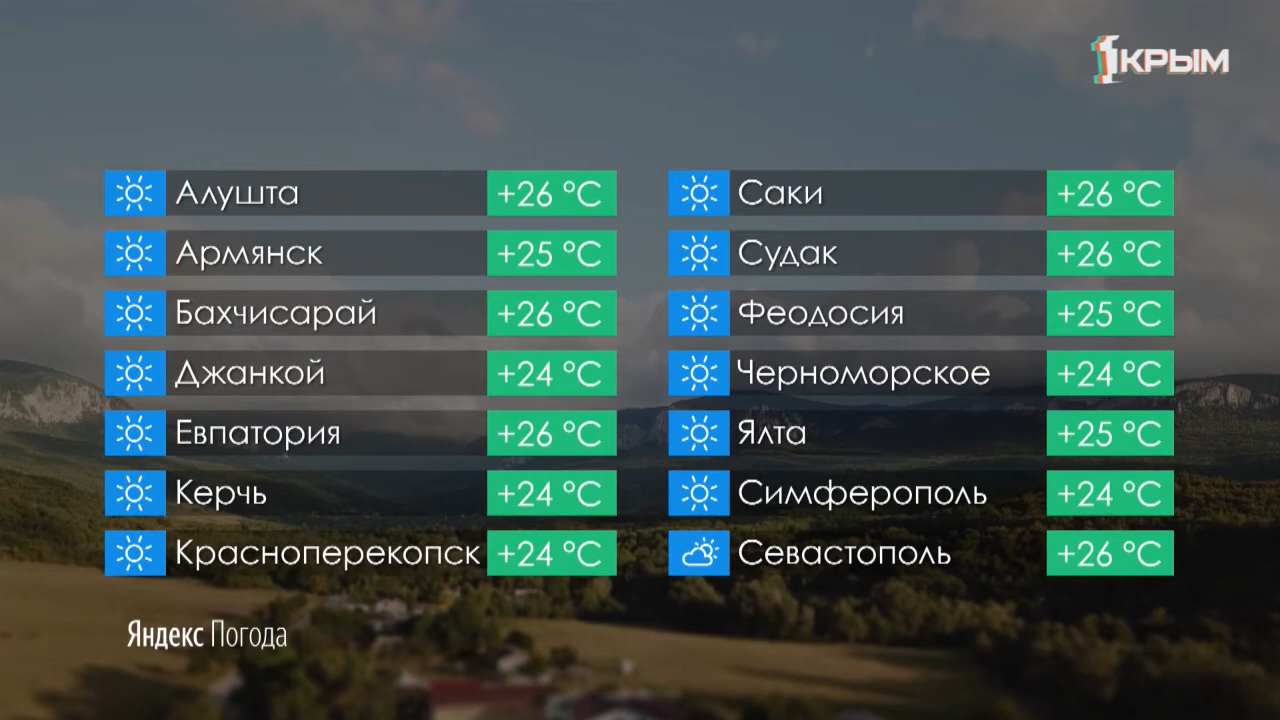 1КРЫМ
Алушта +26 °C
Армянск +25 °C
Бахчисарай +26 °C
Джанкой +24 °C
Евпатория +26 °C
Керчь +24 °C
Красноперекопск +24 °C
Саки +26 °C
Судак +26 °C
Феодосия +25 °C
Черноморское +24 °C
Ялта +25 °C
Симферополь +24 °C
Севастополь +26 °C
Яндекс Погода